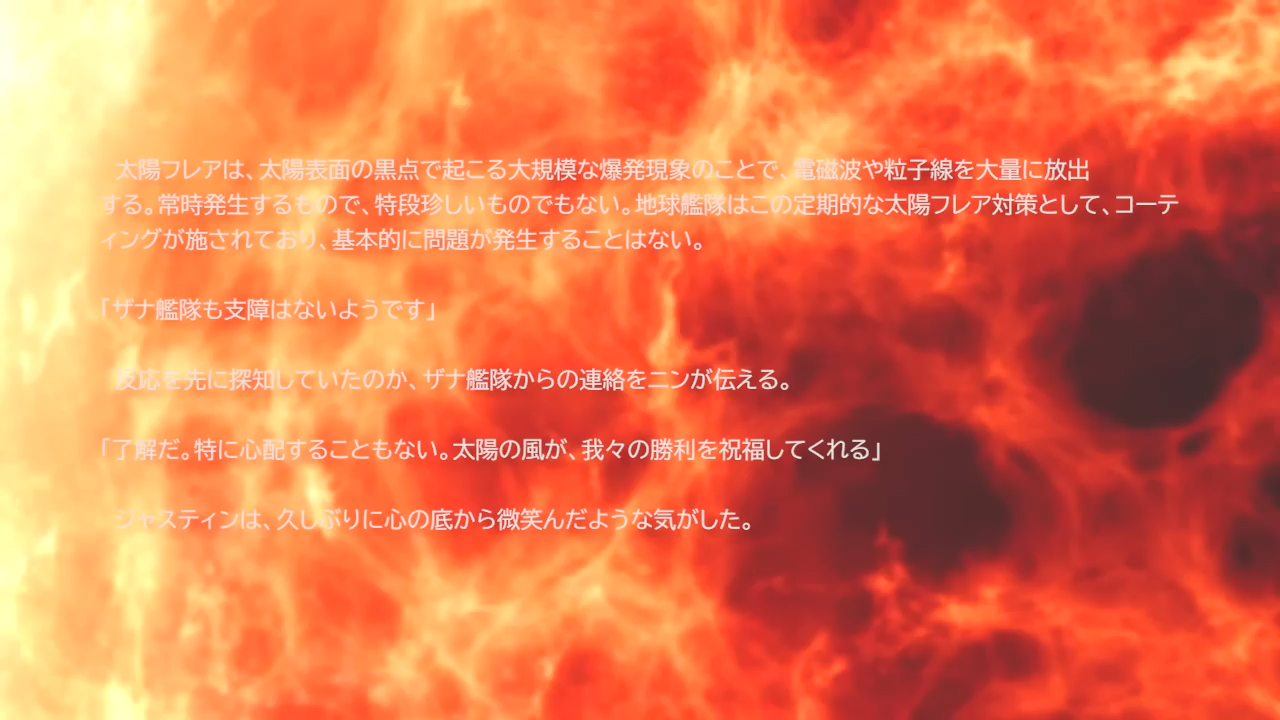 太陽フレアは、太陽表面の黒点で起こる大規模な爆発現象のことで、電磁波や粒子線を大量に放出
する。常時発生するもので、特段珍しいものでもない。地球艦隊はこの定期的な太陽フレア対策として、コーテ
ィングが施されており、基本的に問題が発生することはない。
「ザナ艦隊も支障はないようです」
反応を先に探知していたのか、ザナ艦隊からの連絡をニンが伝える。
「了解だ。特に心配することもない。太陽の風が、我々の勝利を祝福してくれる」
ジャスティンは、久しぶりに心の底から微笑んだような気がした。